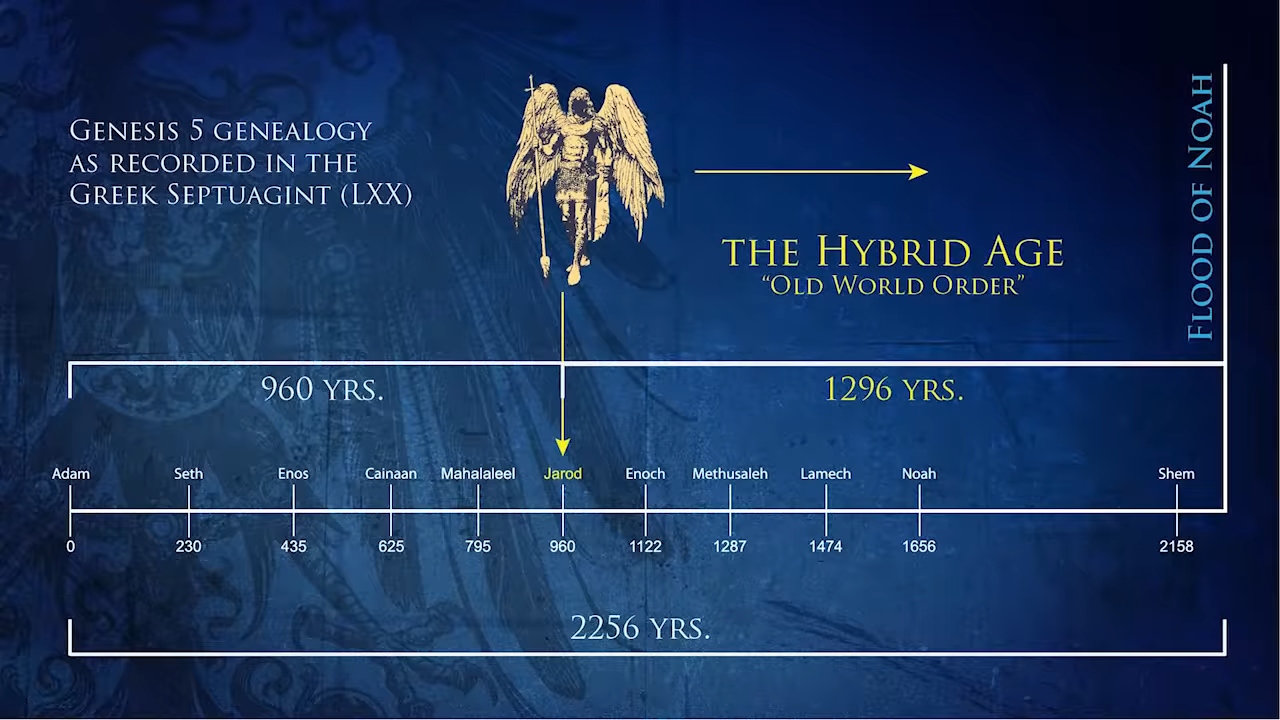 GENESIS 5 GENEALOGY
AS RECORDED IN THE
GREEK SEPTUAGINT (LXX)
THE HYBRID AGE
“OLD WORLD ORDER”
FLOOD OF NOAH
960 YRS.
1296 YRS.
Adam Seth Enos Cainaan Mahalaleel Jarod Enoch Methusaleh Lamech Noah Shem
0 230 435 625 795 960 1122 1287 1474 1656 2158
2256 YRS.